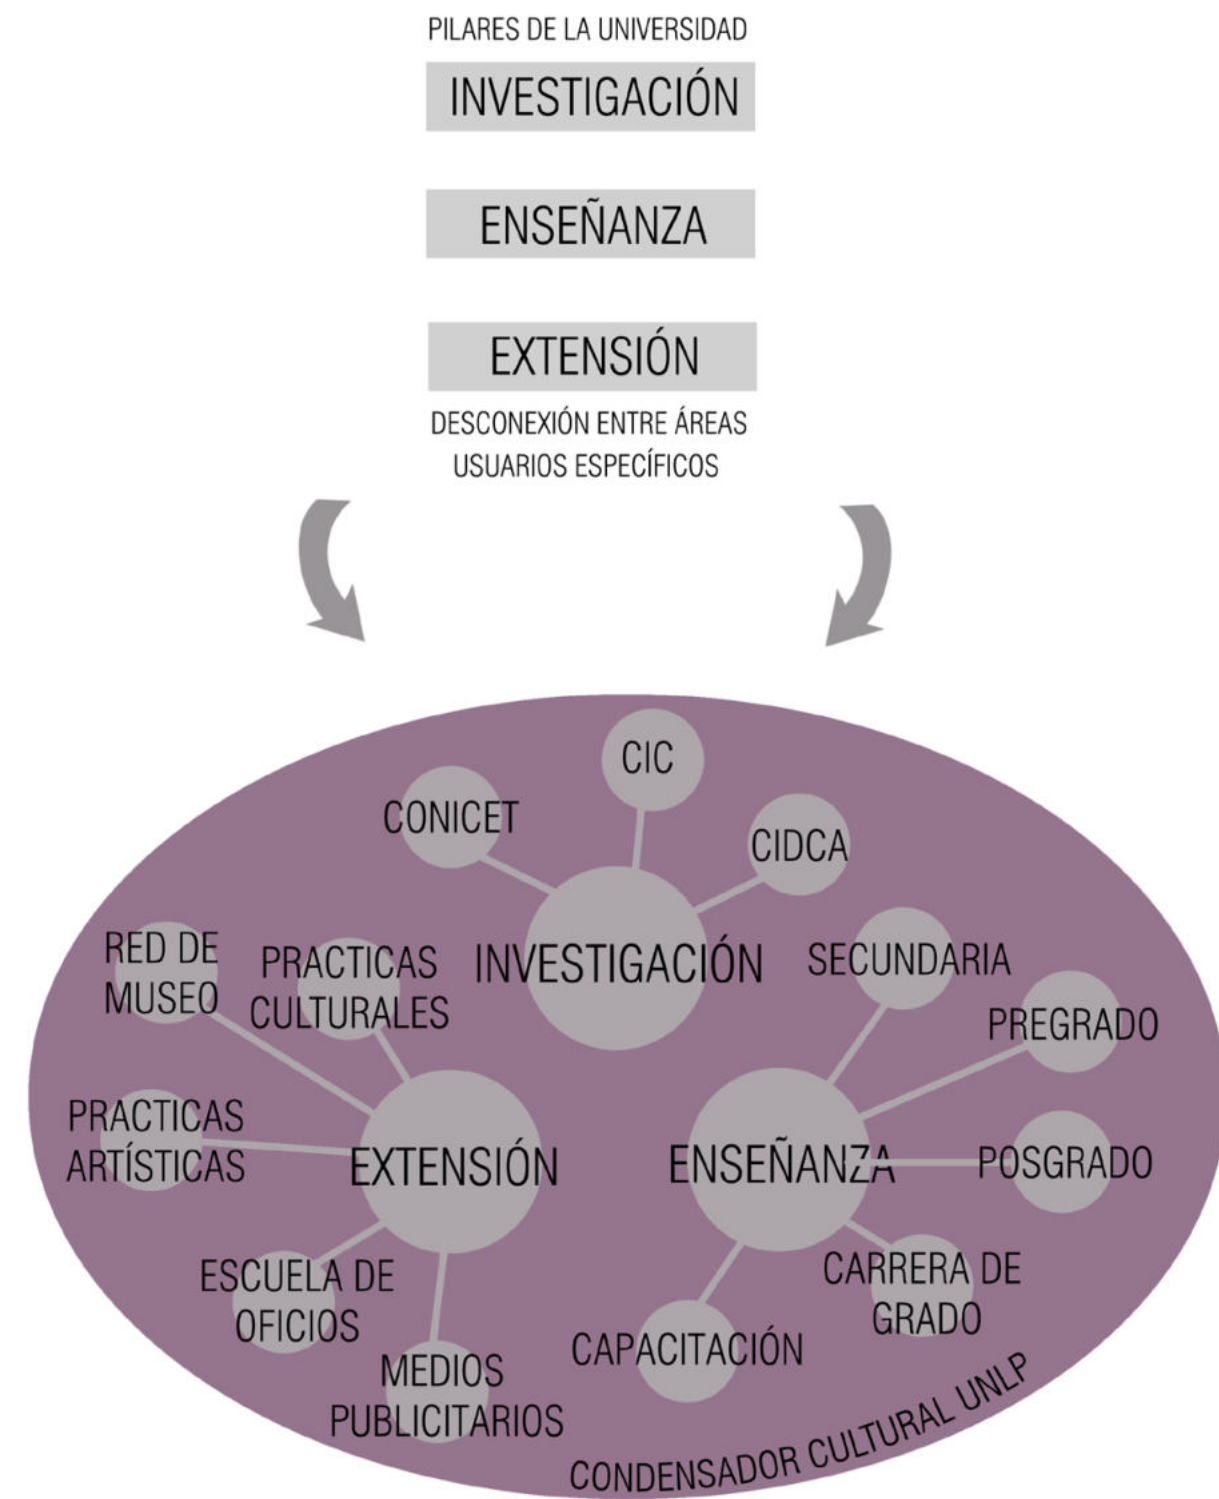 PILARES DE LA UNIVERSIDAD
INVESTIGACIÓN
ENSEÑANZA
EXTENSIÓN
DESCONEXIÓN ENTRE ÁREAS
USUARIOS ESPECÍFICOS
CIC
CONICET
CIDCA
RED DE
MUSEO
PRACTICAS
CULTURALES
INVESTIGACIÓN
SECUNDARIA
PREGRADO
PRACTICAS
ARTÍSTICAS
EXTENSIÓN
ENSEÑANZA
POSGRADO
ESCUELA DE
OFICIOS
CARRERA DE
GRADO
MEDIOS
PUBLICITARIOS
CAPACITACIÓN
CONDENSADOR CULTURAL UNLP